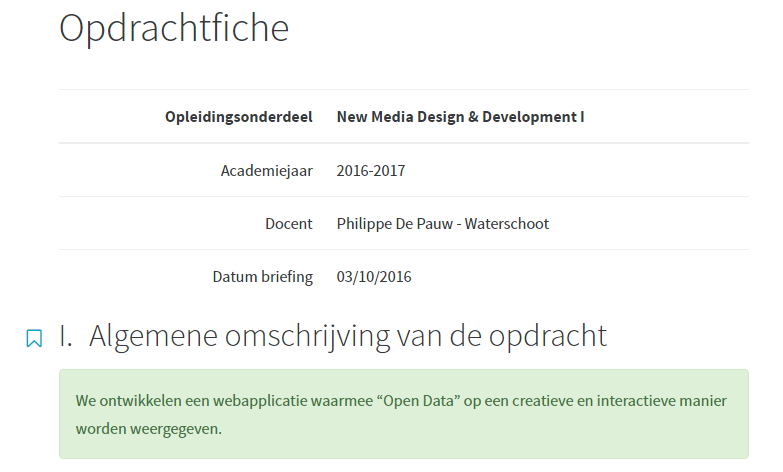 Opdrachtfiche
Opleidingsonderdeel New Media Design & Development I
Academiejaar 2016-2017
Docent Philippe De Pauw - Waterschoot
Datum briefing 03/10/2016
I. Algemene omschrijving van de opdracht
We ontwikkelen een webapplicatie waarmee “Open Data” op een creatieve en interactieve manier
worden weergegeven.